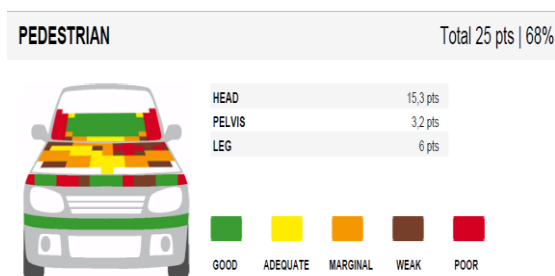 PEDESTRIAN Total 25 pts | 68%
HEAD 15,3 pts
PELVIS 3,2 pts
LEG 6 pts
GOOD ADEQUATE MARGINAL WEAK POOR